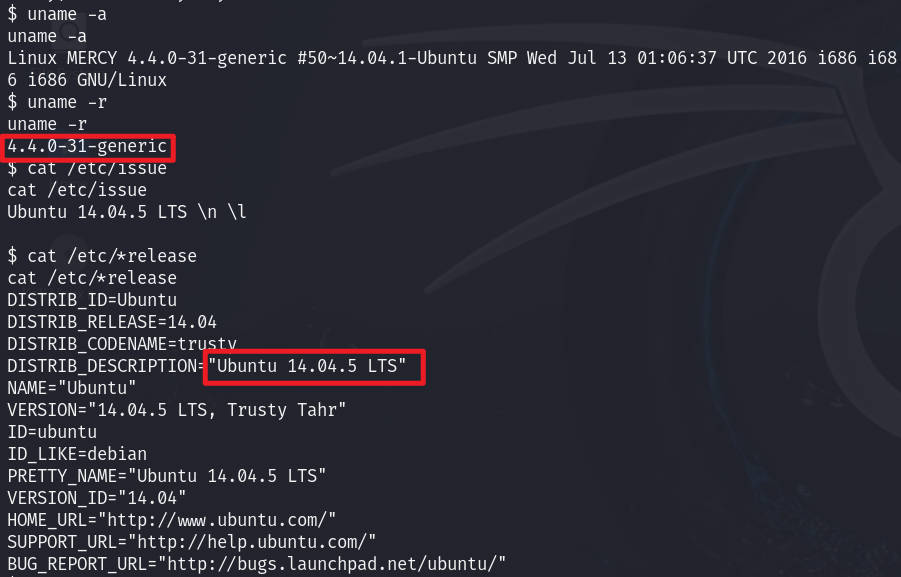 $ uname -a
uname -a
Linux MERCY 4.4.0-31-generic #50~14.04.1-Ubuntu SMP Wed Jul 13 01:06:37 UTC 2016 i686 i68
6 i686 GNU/Linux
$ uname -r
uname -r
4.4.0-31-generic
$ cat /etc/issue
cat /etc/issue
Ubuntu 14.04.5 LTS \n \l
$ cat /etc/*release
cat /etc/*release
DISTRIB_ID=Ubuntu
DISTRIB_RELEASE=14.04
DISTRIB_CODENAME=trusty
DISTRIB_DESCRIPTION="Ubuntu 14.04.5 LTS"
NAME="Ubuntu"
VERSION="14.04.5 LTS, Trusty Tahr"
ID=ubuntu
ID_LIKE=debian
PRETTY_NAME="Ubuntu 14.04.5 LTS"
VERSION_ID="14.04"
HOME_URL="http://www.ubuntu.com/"
SUPPORT_URL="http://help.ubuntu.com/"
BUG_REPORT_URL="http://bugs.launchpad.net/ubuntu/"